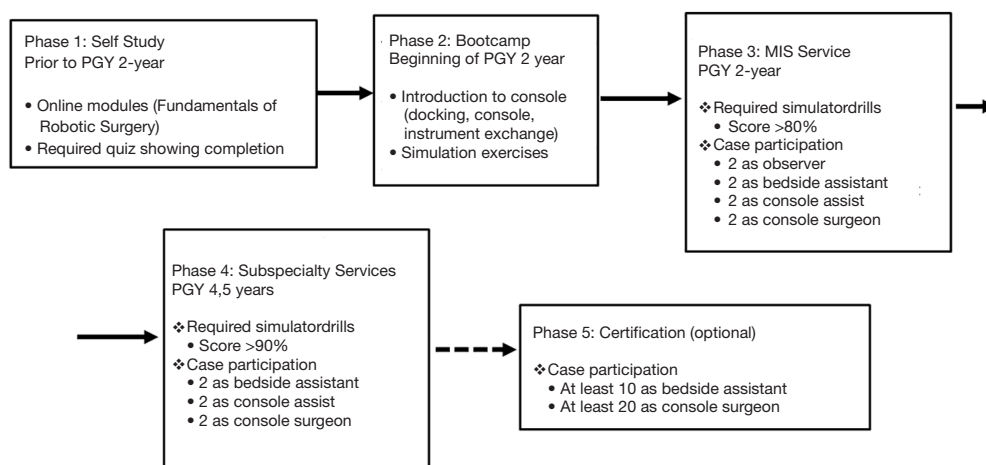 Phase 1: Self Study
Prior to PGY 2-year
• Online modules (Fundamentals of
Robotic Surgery)
• Required quiz showing completion
Phase 2: Bootcamp
Beginning of PGY 2 year
• Introduction to console
(docking, console,
instrument exchange)
• Simulation exercises
Phase 3: MIS Service
PGY 2-year
❖Required simulatordrills
• Score >80%
❖Case participation
• 2 as observer
• 2 as bedside assistant
• 2 as console assist
• 2 as console surgeon
Phase 4: Subspecialty Services
PGY 4,5 years
❖Required simulatordrills
• Score >90%
❖Case participation
• 2 as bedside assistant
• 2 as console assist
• 2 as console surgeon
Phase 5: Certification (optional)
❖Case participation
• At least 10 as bedside assistant
• At least 20 as console surgeon